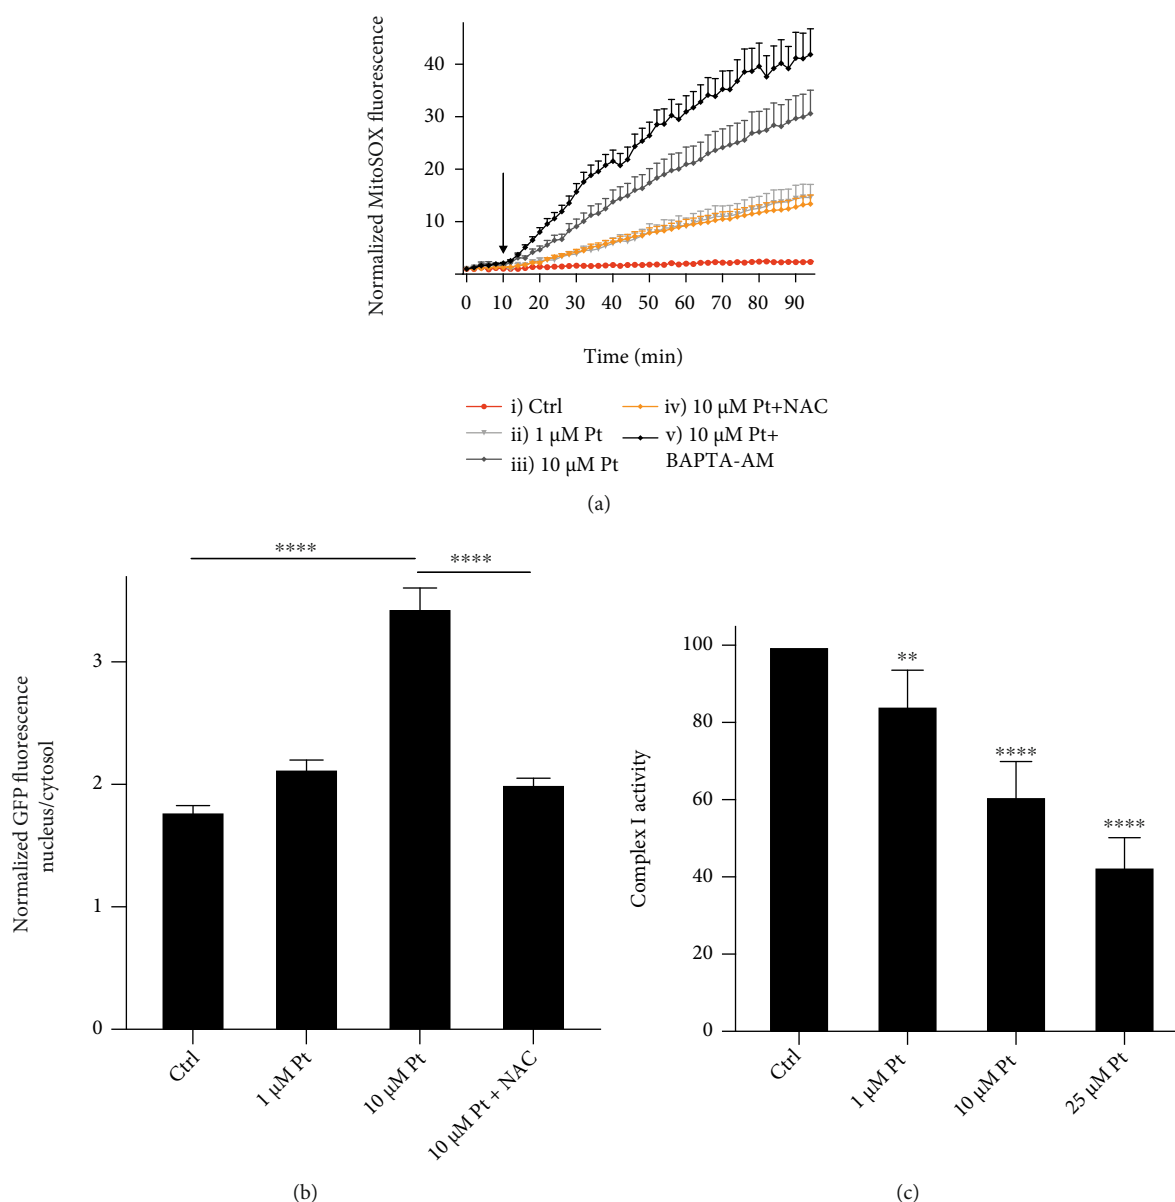 Normalized MitoSOX fluorescence
40
30
20
10
0 10 20 30 40 50 60 70 80 90
Time (min)
i) Ctrl
ii) 1 μM Pt
iii) 10 μM Pt
iv) 10 μM Pt+NAC
v) 10 μM Pt+
BAPTA-AM
(a)
Normalized GFP fluorescence
nucleus/cytosol
3
2
1
0
****
****
Ctrl
1 μM Pt
10 μM Pt
10 μM Pt + NAC
(b)
Complex I activity
100
80
60
40
20
0
**
****
****
Ctrl
1 μM Pt
10 μM Pt
25 μM Pt
(c)